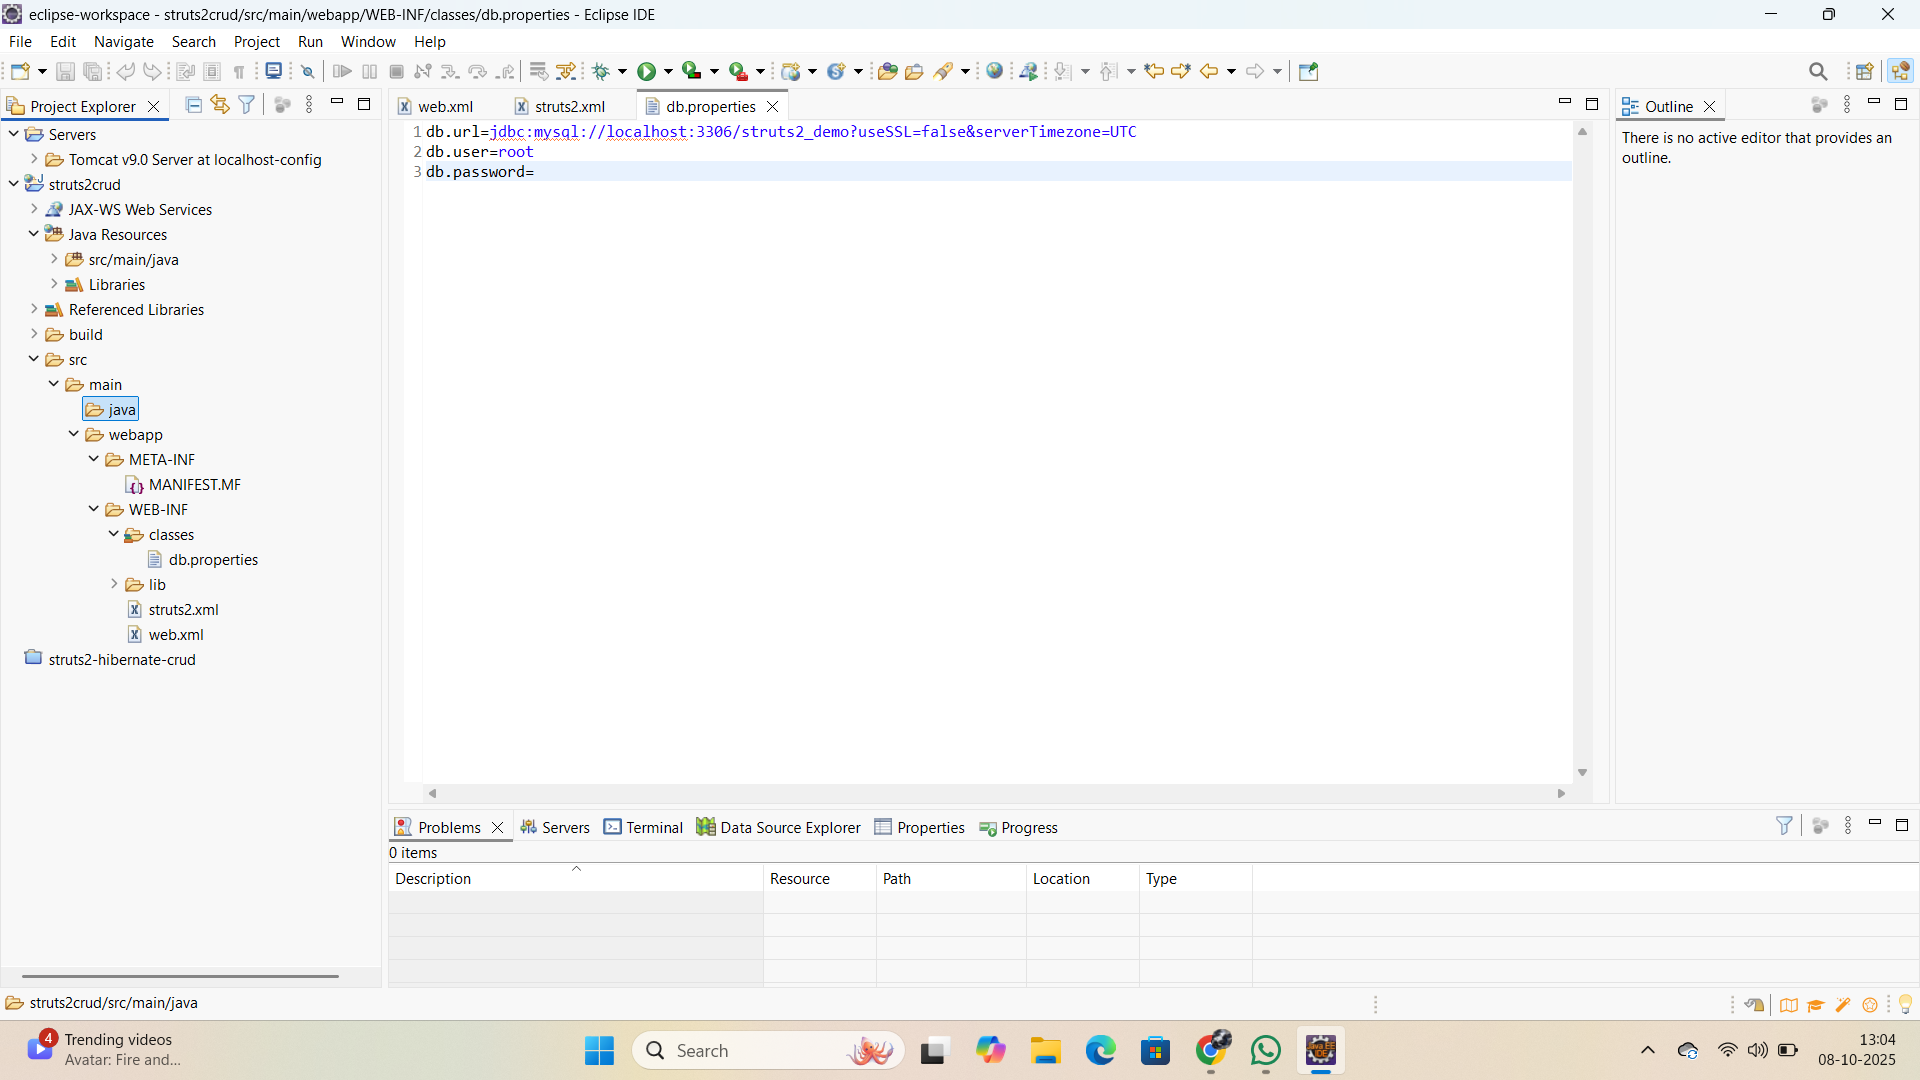 eclipse-workspace - struts2crud/src/main/webapp/WEB-INF/classes/db.properties - Eclipse IDE
File Edit Navigate Search Project Run Window Help
Project Explorer
Servers
Tomcat v9.0 Server at localhost-config
struts2crud
JAX-WS Web Services
Java Resources
src/main/java
Libraries
Referenced Libraries
build
src
main
java
webapp
META-INF
MANIFEST.MF
WEB-INF
classes
db.properties
lib
struts2.xml
web.xml
struts2-hibernate-crud
web.xml struts2.xml db.properties
1 db.url=jdbc:mysql://localhost:3306/struts2_demo?useSSL=false&serverTimezone=UTC
2 db.user=root
3 db.password=
Outline
There is no active editor that provides an
outline.
Problems Servers Terminal Data Source Explorer Properties Progress
0 items
Description Resource Path Location Type
struts2crud/src/main/java
4
Trending videos
Avatar: Fire and...
Search
Java EE
IDE
13:04
08-10-2025